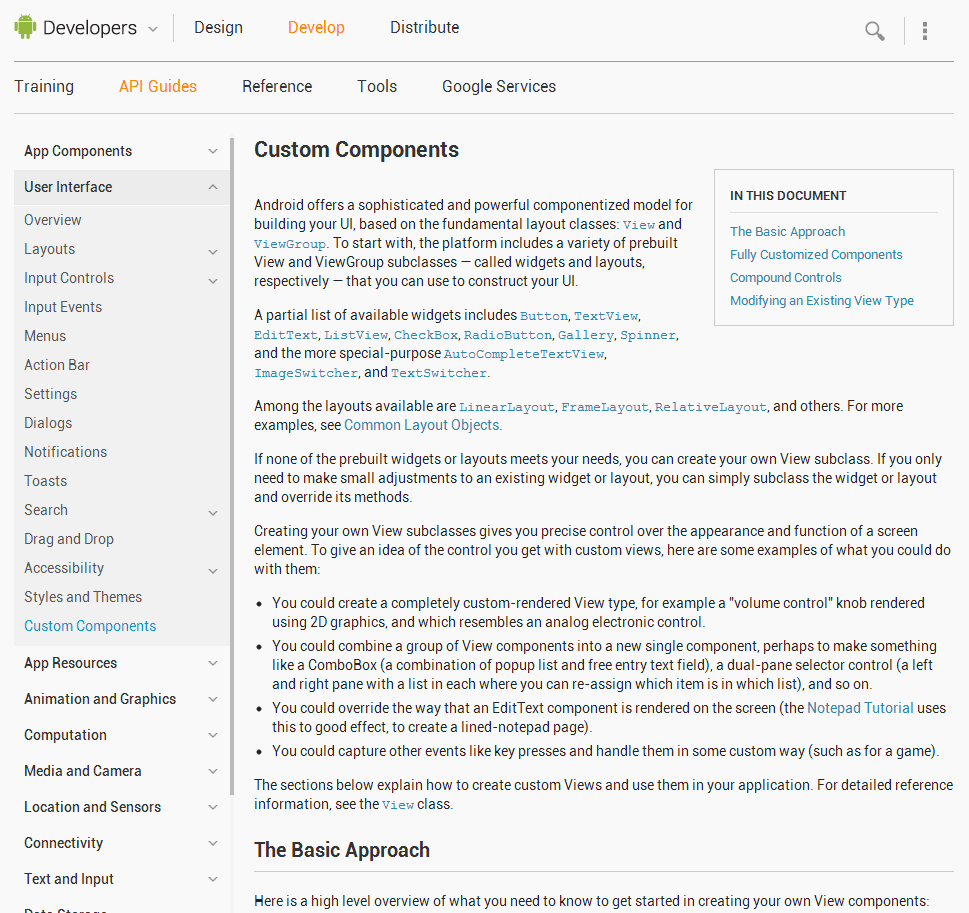 Developers
Design
Develop
Distribute
Training
API Guides
Reference
Tools
Google Services
App Components
User Interface
Overview
Layouts
Input Controls
Input Events
Menus
Action Bar
Settings
Dialogs
Notifications
Toasts
Search
Drag and Drop
Accessibility
Styles and Themes
Custom Components
App Resources
Animation and Graphics
Computation
Media and Camera
Location and Sensors
Connectivity
Text and Input
Data Storage
Custom Components
Android offers a sophisticated and powerful componentized model for
building your UI, based on the fundamental layout classes: View and
ViewGroup. To start with, the platform includes a variety of prebuilt
View and ViewGroup subclasses — called widgets and layouts,
respectively — that you can use to construct your UI.
A partial list of available widgets includes Button, TextView,
EditText, ListView, CheckBox, RadioButton, Gallery, Spinner,
and the more special-purpose AutoCompleteTextView,
ImageSwitcher, and TextSwitcher.
IN THIS DOCUMENT
The Basic Approach
Fully Customized Components
Compound Controls
Modifying an Existing View Type
Among the layouts available are LinearLayout, FrameLayout, RelativeLayout, and others. For more
examples, see Common Layout Objects.
If none of the prebuilt widgets or layouts meets your needs, you can create your own View subclass. If you only
need to make small adjustments to an existing widget or layout, you can simply subclass the widget or layout
and override its methods.
Creating your own View subclasses gives you precise control over the appearance and function of a screen
element. To give an idea of the control you get with custom views, here are some examples of what you could do
with them:
• You could create a completely custom-rendered View type, for example a "volume control" knob rendered
using 2D graphics, and which resembles an analog electronic control.
• You could combine a group of View components into a new single component, perhaps to make something
like a ComboBox (a combination of popup list and free entry text field), a dual-pane selector control (a left
and right pane with a list in each where you can re-assign which item is in which list), and so on.
• You could override the way that an EditText component is rendered on the screen (the Notepad Tutorial uses
this to good effect, to create a lined-notepad page).
• You could capture other events like key presses and handle them in some custom way (such as for a game).
The sections below explain how to create custom Views and use them in your application. For detailed reference
information, see the View class.
The Basic Approach
Here is a high level overview of what you need to know to get started in creating your own View components: